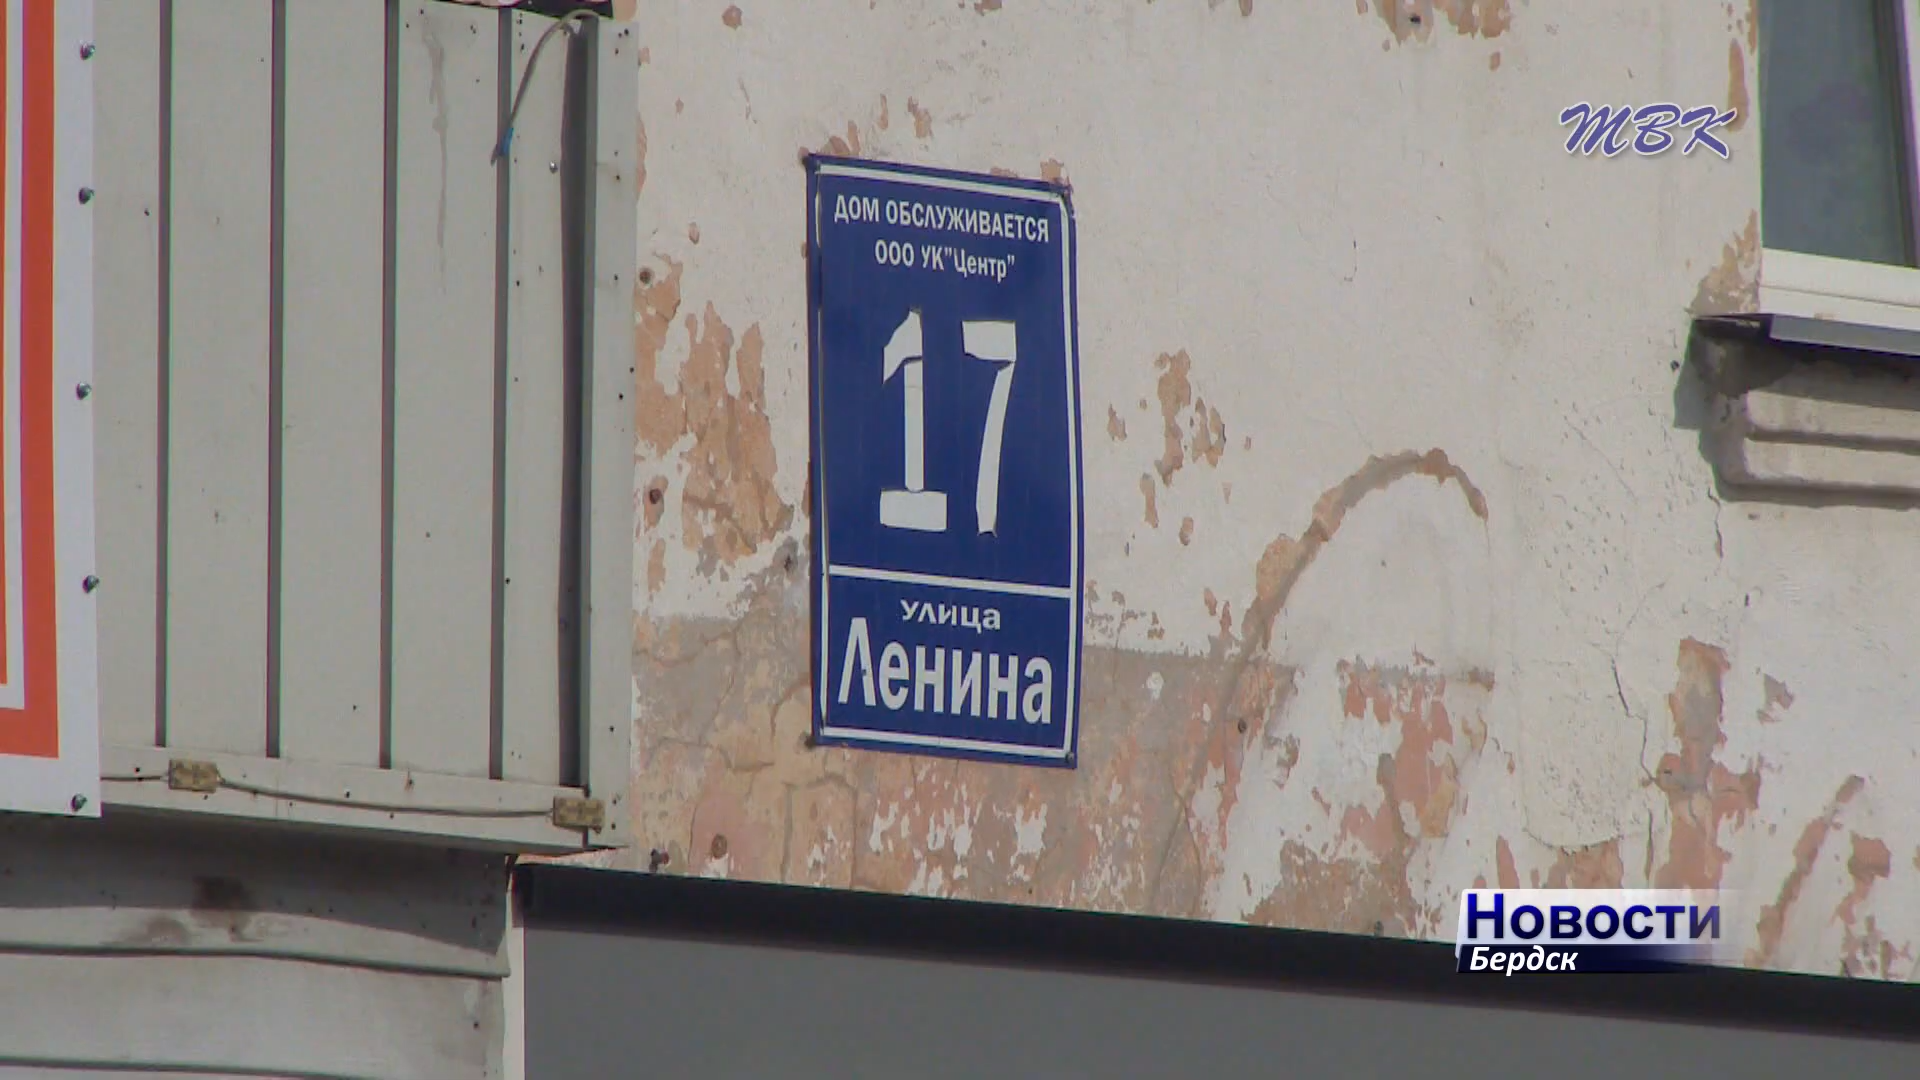 ТВК
ДОМ ОБСЛУЖИВАЕТСЯ
ООО УК"Центр"
17
улица
Ленина
Новости
Бердск